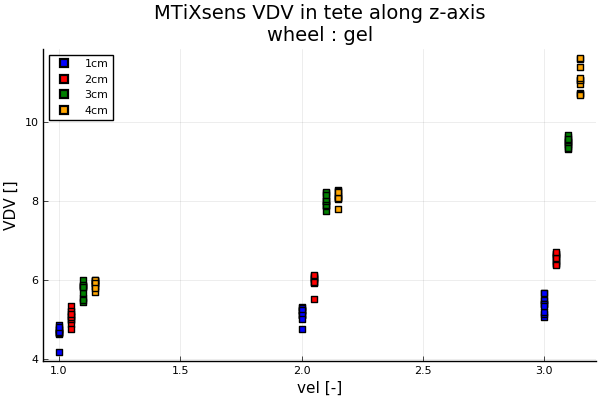 MTiXsens VDV in tete along z-axis
wheel : gel
1cm
2cm
3cm
4cm
10
8
6
4
VDV []
1.0 1.5 2.0 2.5 3.0
vel [-]